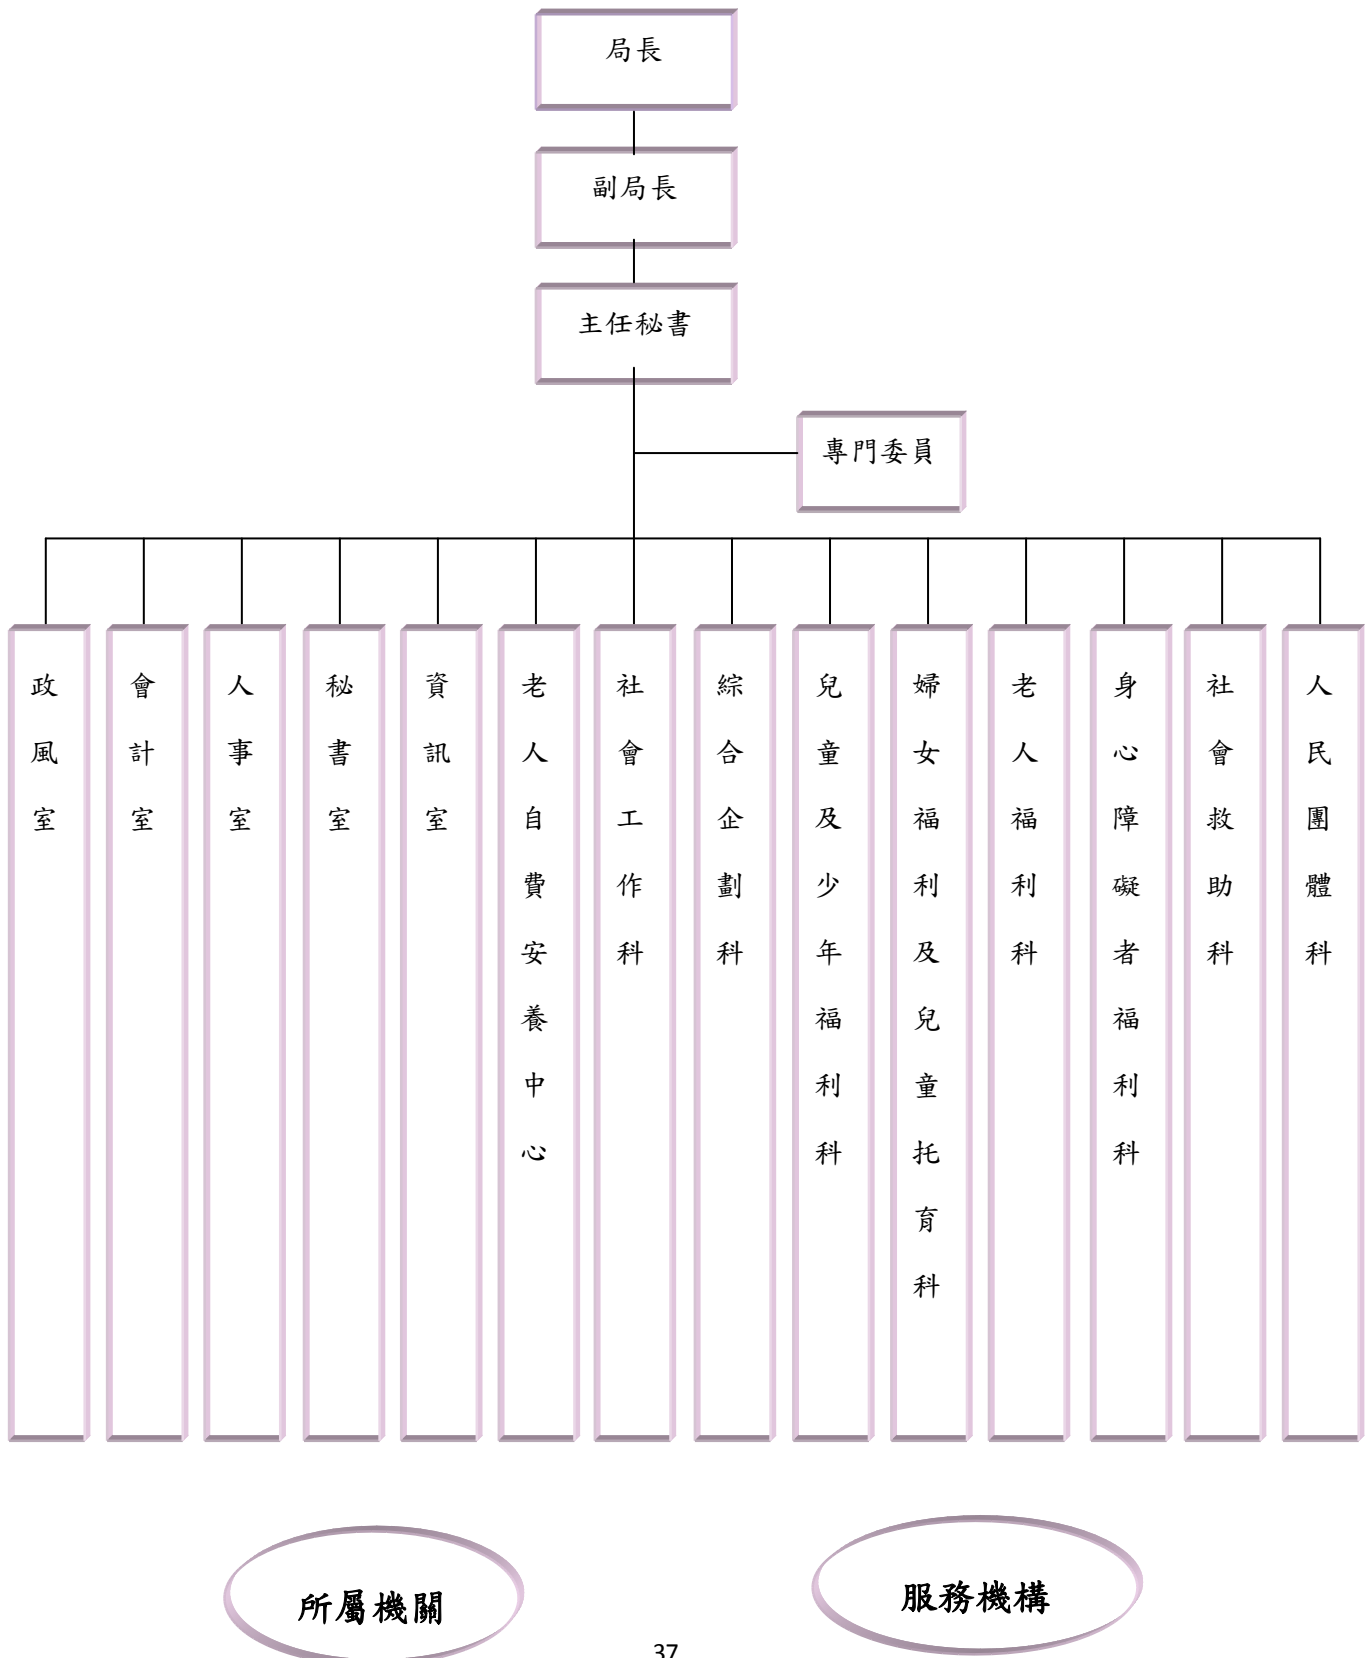 局長
副局長
主任秘書
專門委員
政風室
會計室
人事室
秘書室
資訊室
老人自費安養中心
社會工作科
綜合企劃科
兒童及少年福利科
婦女福利及兒童托育科
老人福利科
身心障礙者福利科
社會救助科
人民團體科
所屬機關
服務機構
37